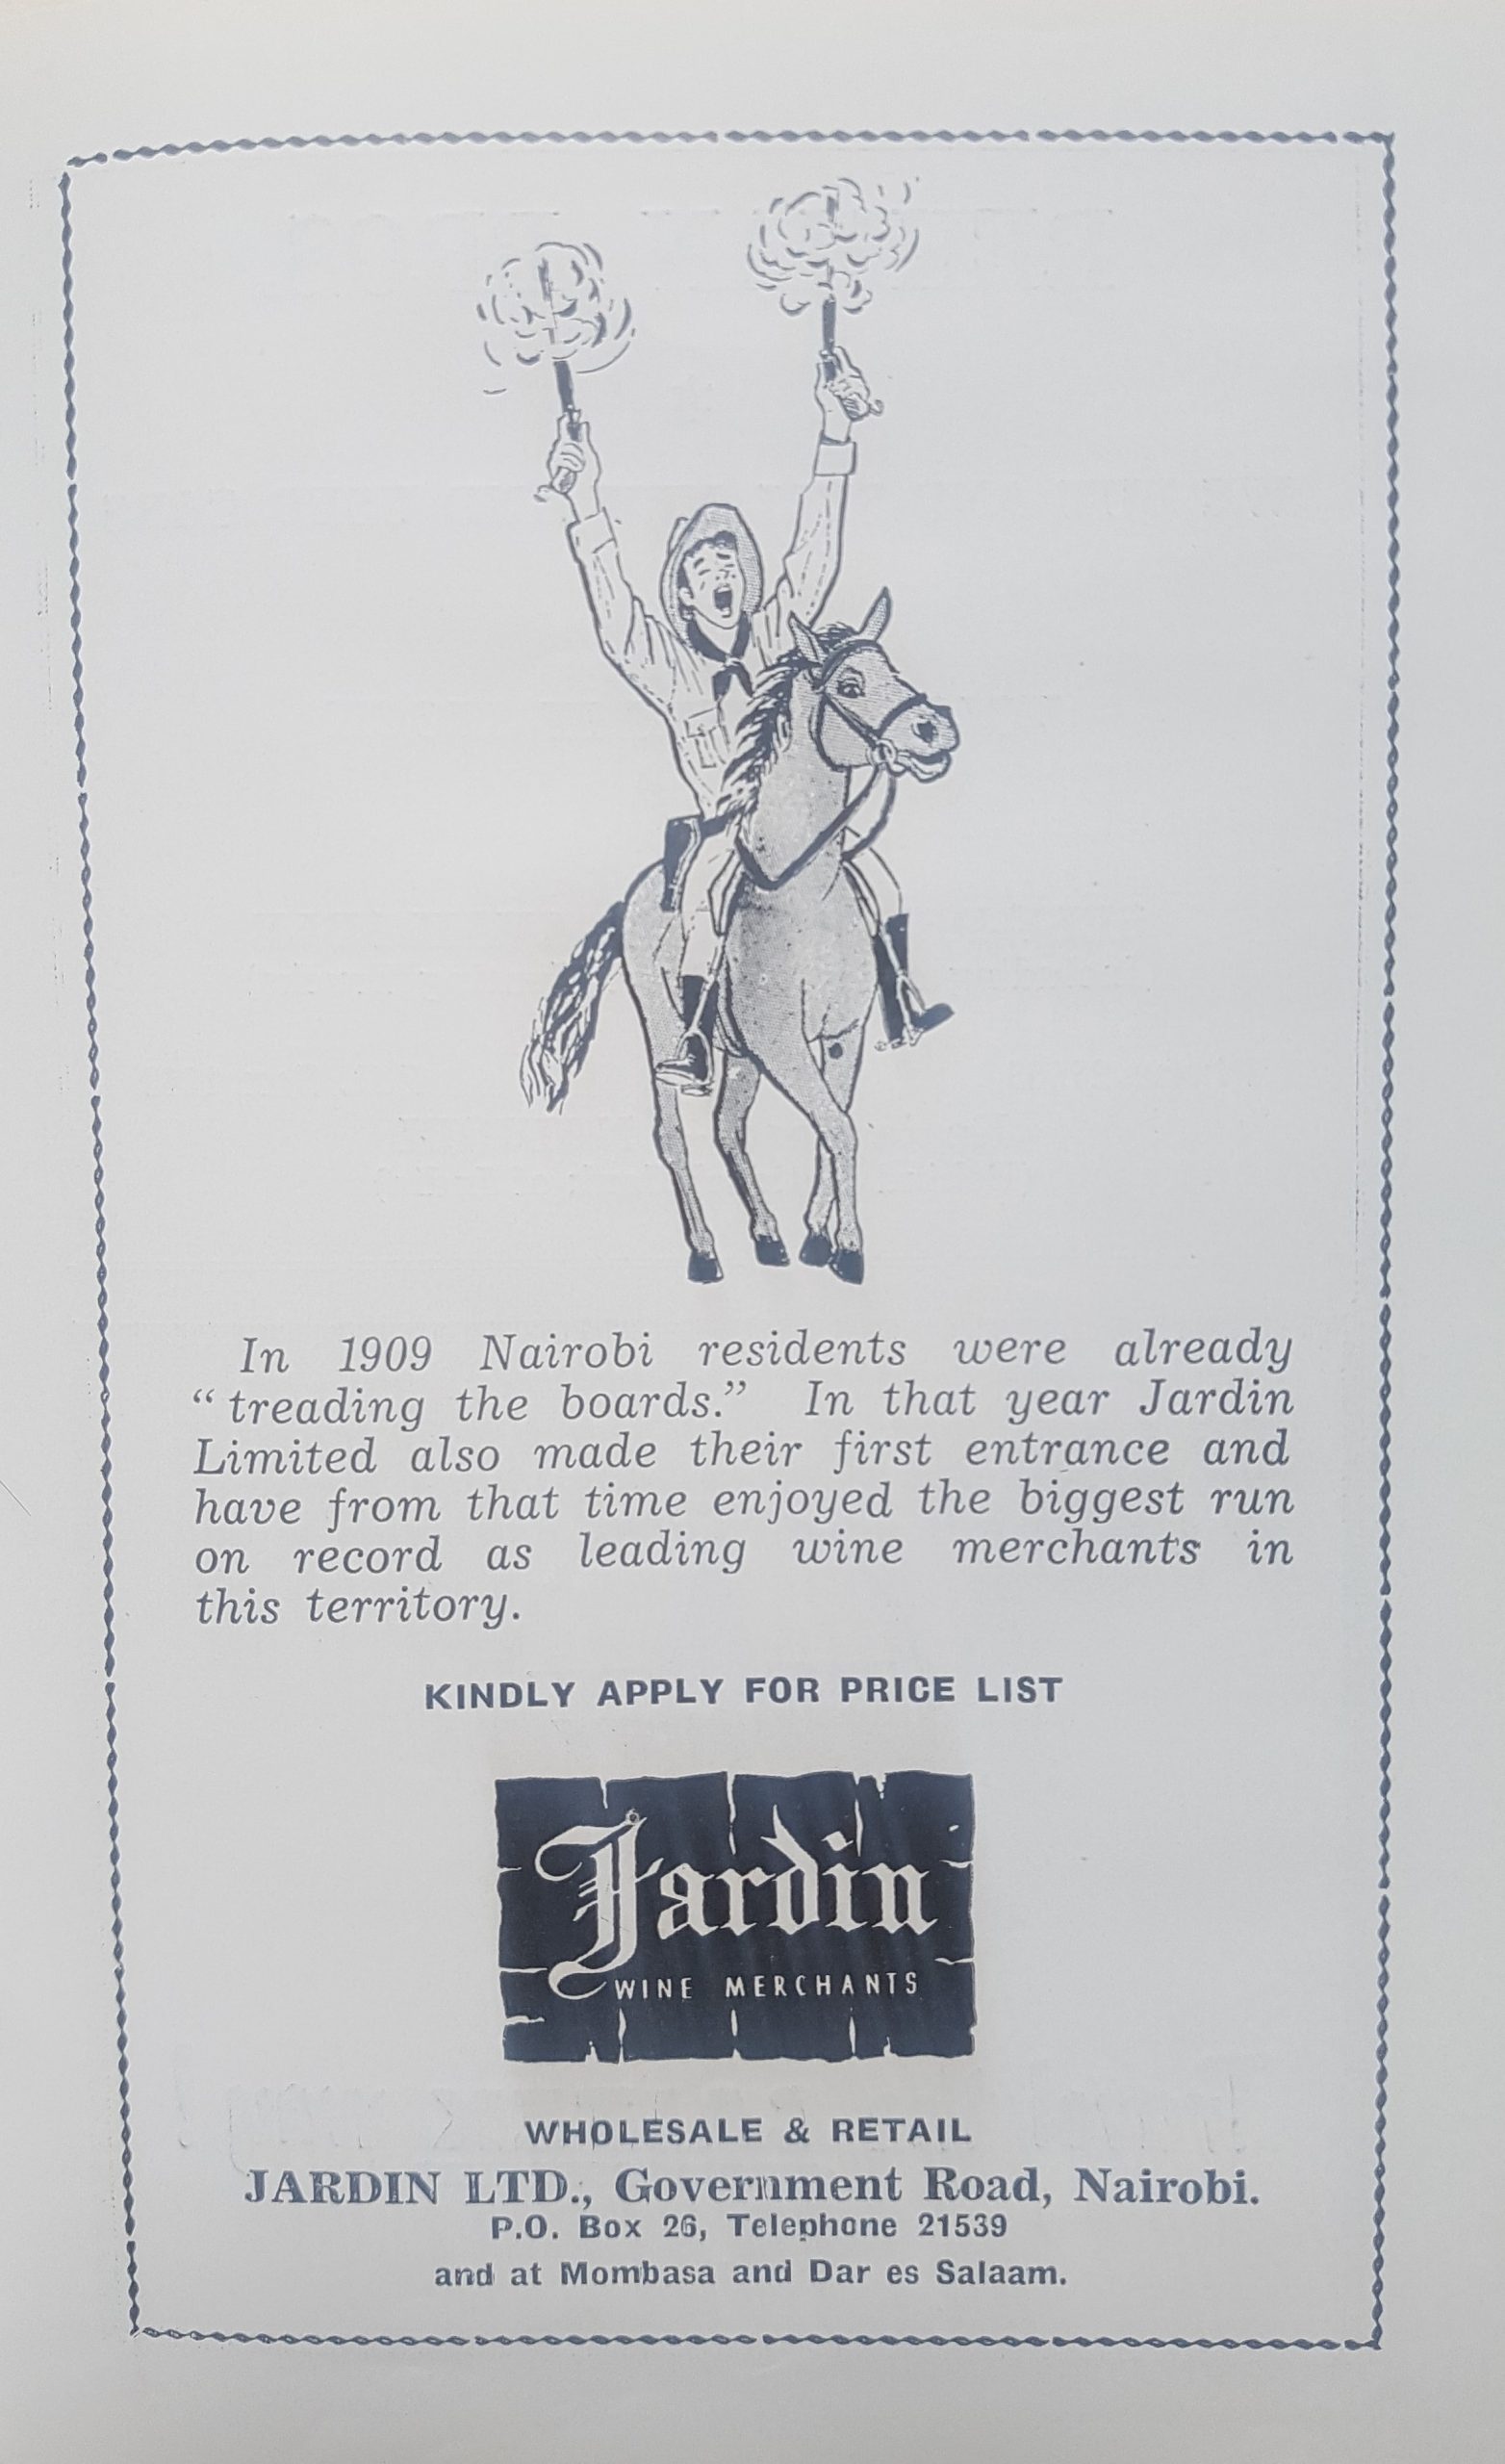 In 1909 Nairobi residents were already
“treading the boards.” In that year Jardin
Limited also made their first entrance and
have from that time enjoyed the biggest run
on record as leading wine merchants in
this territory.
KINDLY APPLY FOR PRICE LIST
Jardin
WINE MERCHANTS
WHOLESALE & RETAIL
JARDIN LTD., Government Road, Nairobi.
P.O. Box 26, Telephone 21539
and at Mombasa and Dar es Salaam.